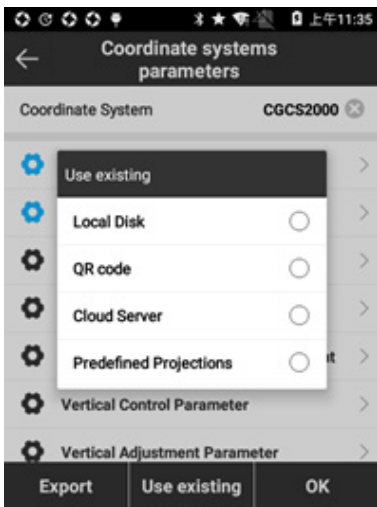 上午11:35
Coordinate systems
parameters
Coordinate System CGCS2000
Use existing
Local Disk
QR code
Cloud Server
Predefined Projections
Vertical Control Parameter
Vertical Adjustment Parameter
Export Use existing OK